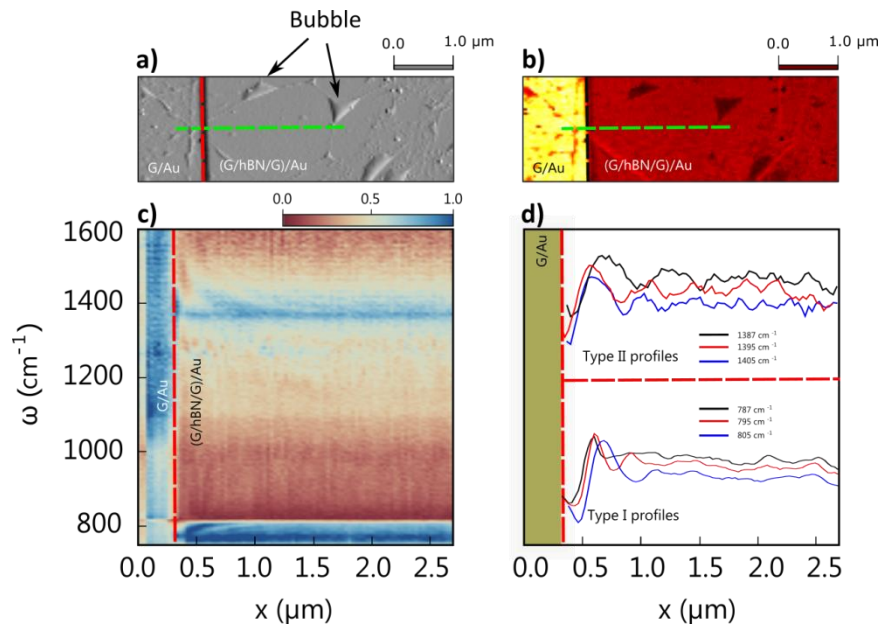 Bubble
0.0 1.0 μm
0.0 1.0 μm
a)
b)
G/Au
(G/hBN/G)/Au
G/Au
(G/hBN/G)/Au
c)
0.0 0.5 1.0
d)
ω (cm⁻¹)
1600
1400
1200
1000
800
G/Au
(G/hBN/G)/Au
0.0 0.5 1.0 1.5 2.0 2.5
x (μm)
G/Au
1387 cm⁻¹
1395 cm⁻¹
1405 cm⁻¹
Type II profiles
787 cm⁻¹
795 cm⁻¹
805 cm⁻¹
Type I profiles
0.0 0.5 1.0 1.5 2.0 2.5
x (μm)